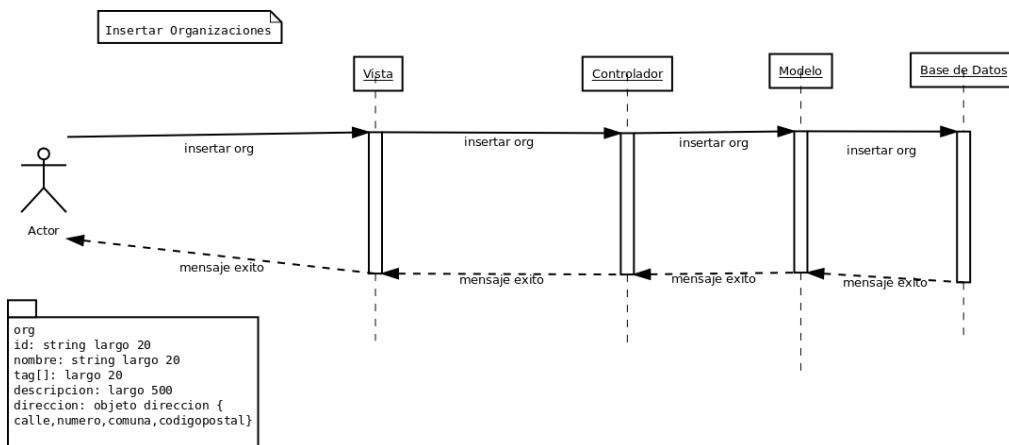 Insertar Organizaciones
Vista
Controlador
Modelo
Base de Datos
insertar org
insertar org
insertar org
insertar org
Actor
mensaje exito
mensaje exito
mensaje exito
mensaje exito
org
id: string largo 20
nombre: string largo 20
tag[]: largo 20
descripcion: largo 500
direccion: objeto direccion {
calle,numero,comuna,codigopostal}